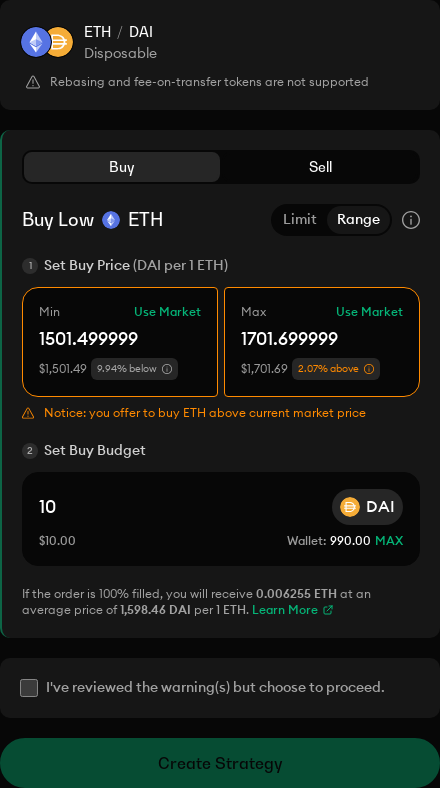 ETH / DAI
Disposable
Rebasing and fee-on-transfer tokens are not supported
Buy Sell
Buy Low ETH Limit Range
1 Set Buy Price (DAI per 1 ETH)
Min Use Market Max Use Market
1501.499999 1701.699999
$1,501.49 9.94% below $1,701.69 2.07% above
Notice: you offer to buy ETH above current market price
2 Set Buy Budget
10 DAI
$10.00 Wallet: 990.00 MAX
If the order is 100% filled, you will receive 0.006255 ETH at an
average price of 1,598.46 DAI per 1 ETH. Learn More
I've reviewed the warning(s) but choose to proceed.
Create Strategy